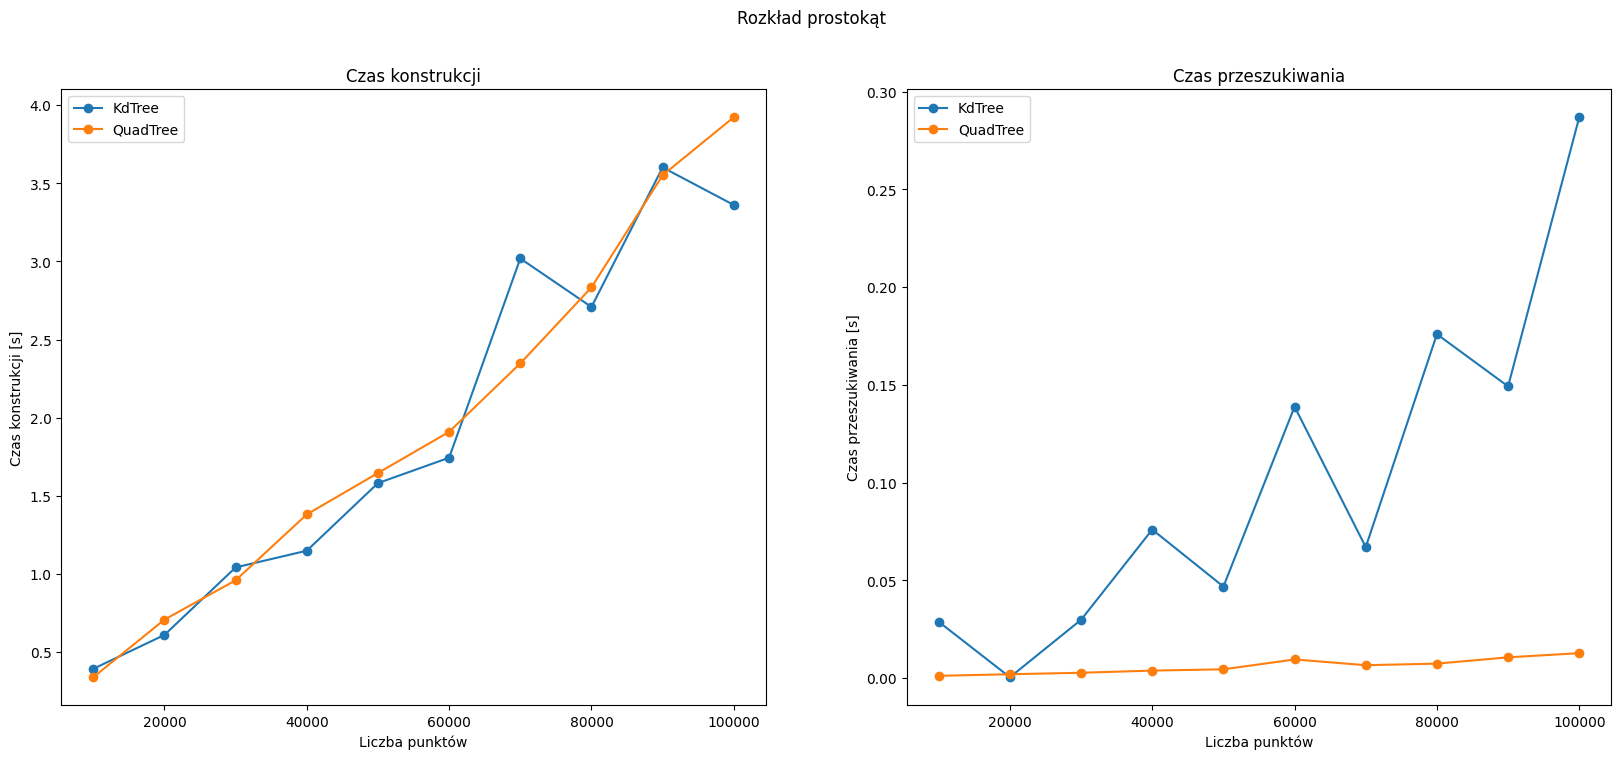 Rozkład prostokąt
Czas konstrukcji
KdTree
QuadTree
4.0
3.5
3.0
2.5
2.0
1.5
1.0
0.5
Czas konstrukcji [s]
20000 40000 60000 80000 100000
Liczba punktów
Czas przeszukiwania
KdTree
QuadTree
0.30
0.25
0.20
0.15
0.10
0.05
0.00
Czas przeszukiwania [s]
20000 40000 60000 80000 100000
Liczba punktów